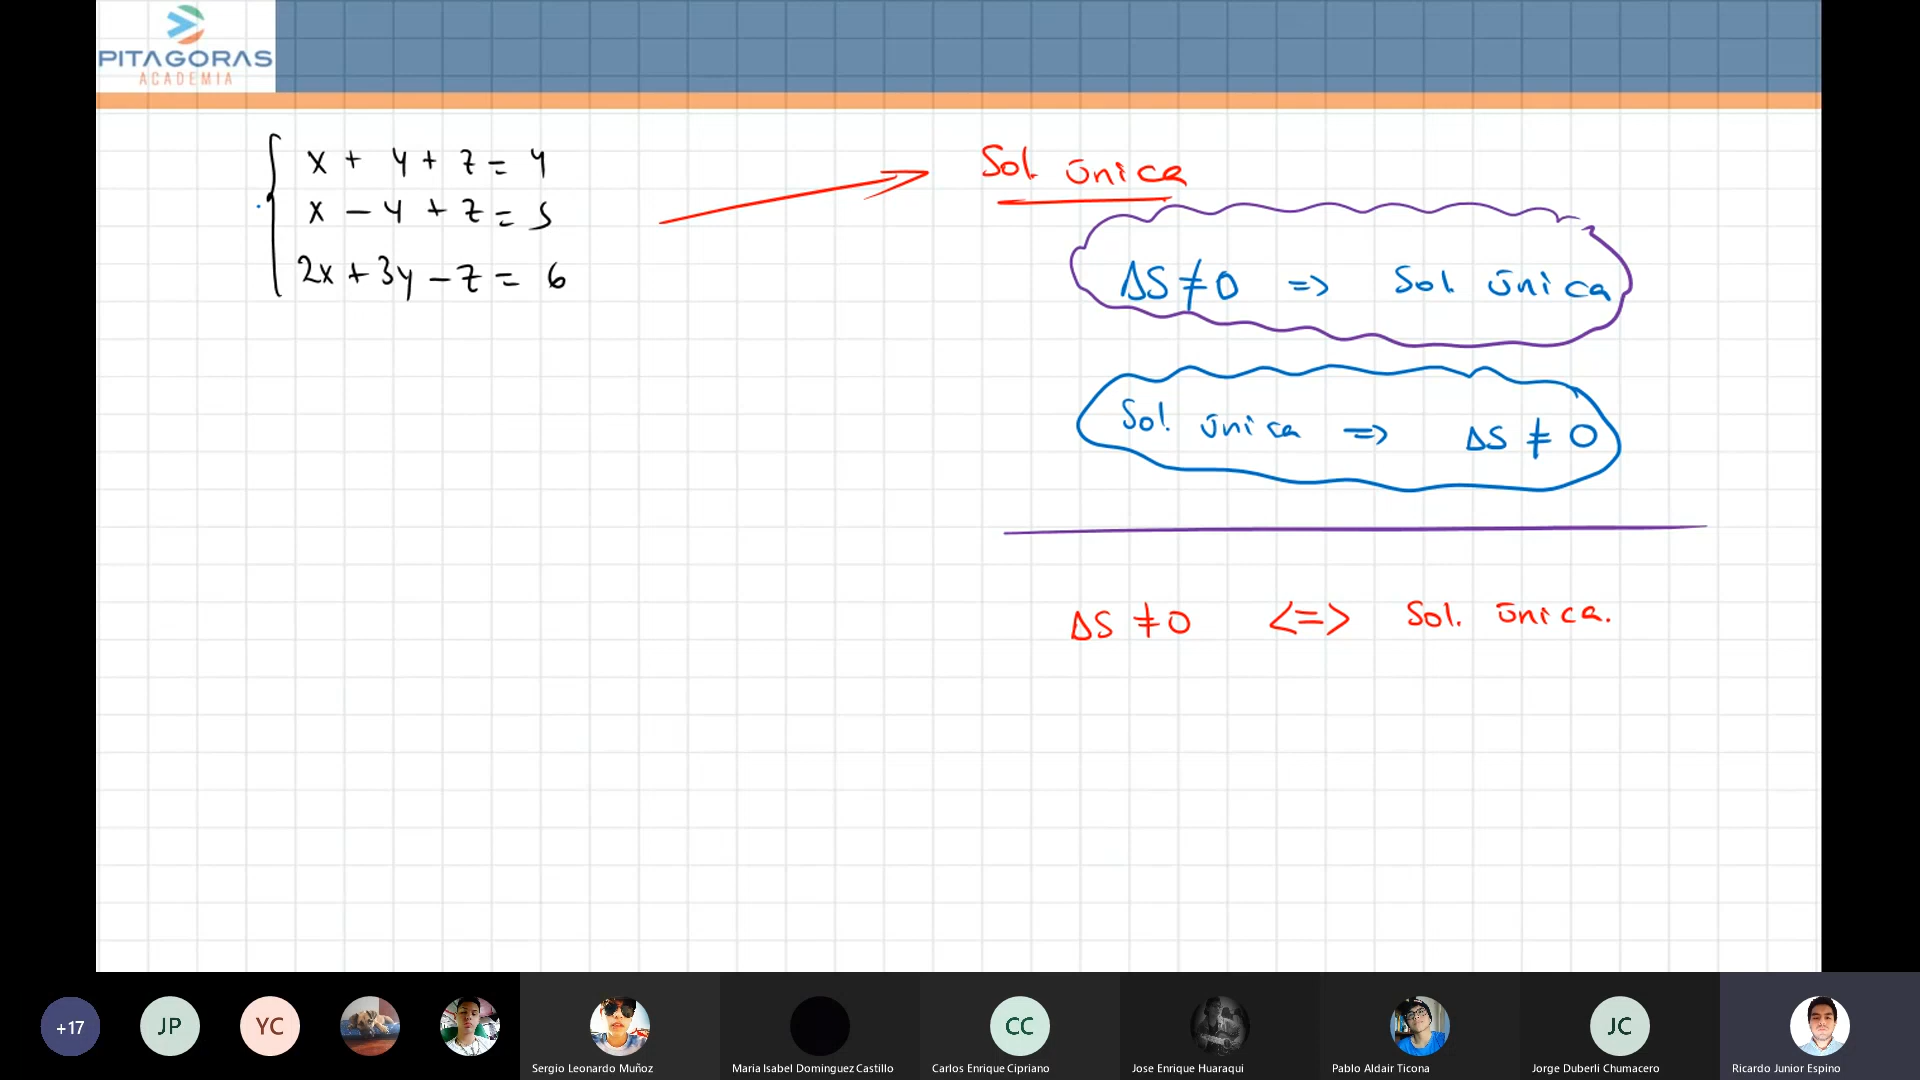 PITAGORAS
ACADEMIA
x + y + z = 4
x - y + z = 5
2x + 3y - z = 6
Sol. única
ΔS ≠ 0 => Sol única
Sol. única => ΔS ≠ 0
ΔS ≠ 0 <=> Sol. única.
+17
JP
YC
CC
JC
Sergio Leonardo Muñoz
Maria Isabel Dominguez Castillo
Carlos Enrique Cipriano
Jose Enrique Huaraqui
Pablo Aldair Ticona
Jorge Duberli Chumacero
Ricardo Junior Espino